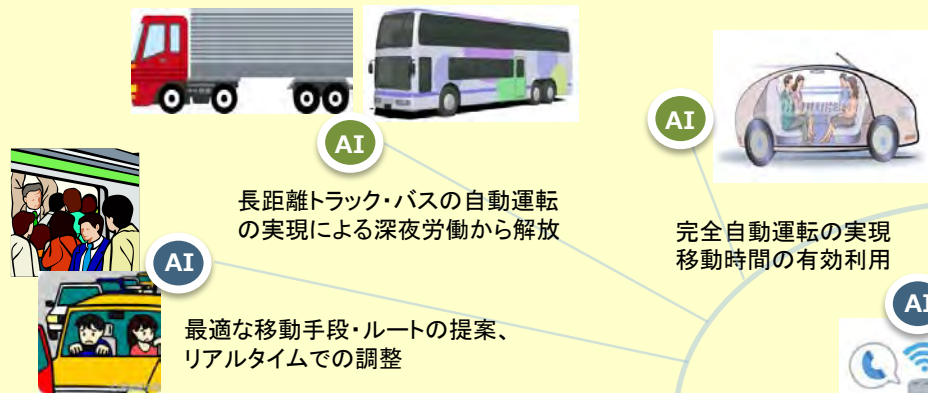 AI
AI
長距離トラック・バスの自動運転
の実現による深夜労働から解放
完全自動運転の実現
移動時間の有効利用
AI
AI
最適な移動手段・ルートの提案、
リアルタイムでの調整